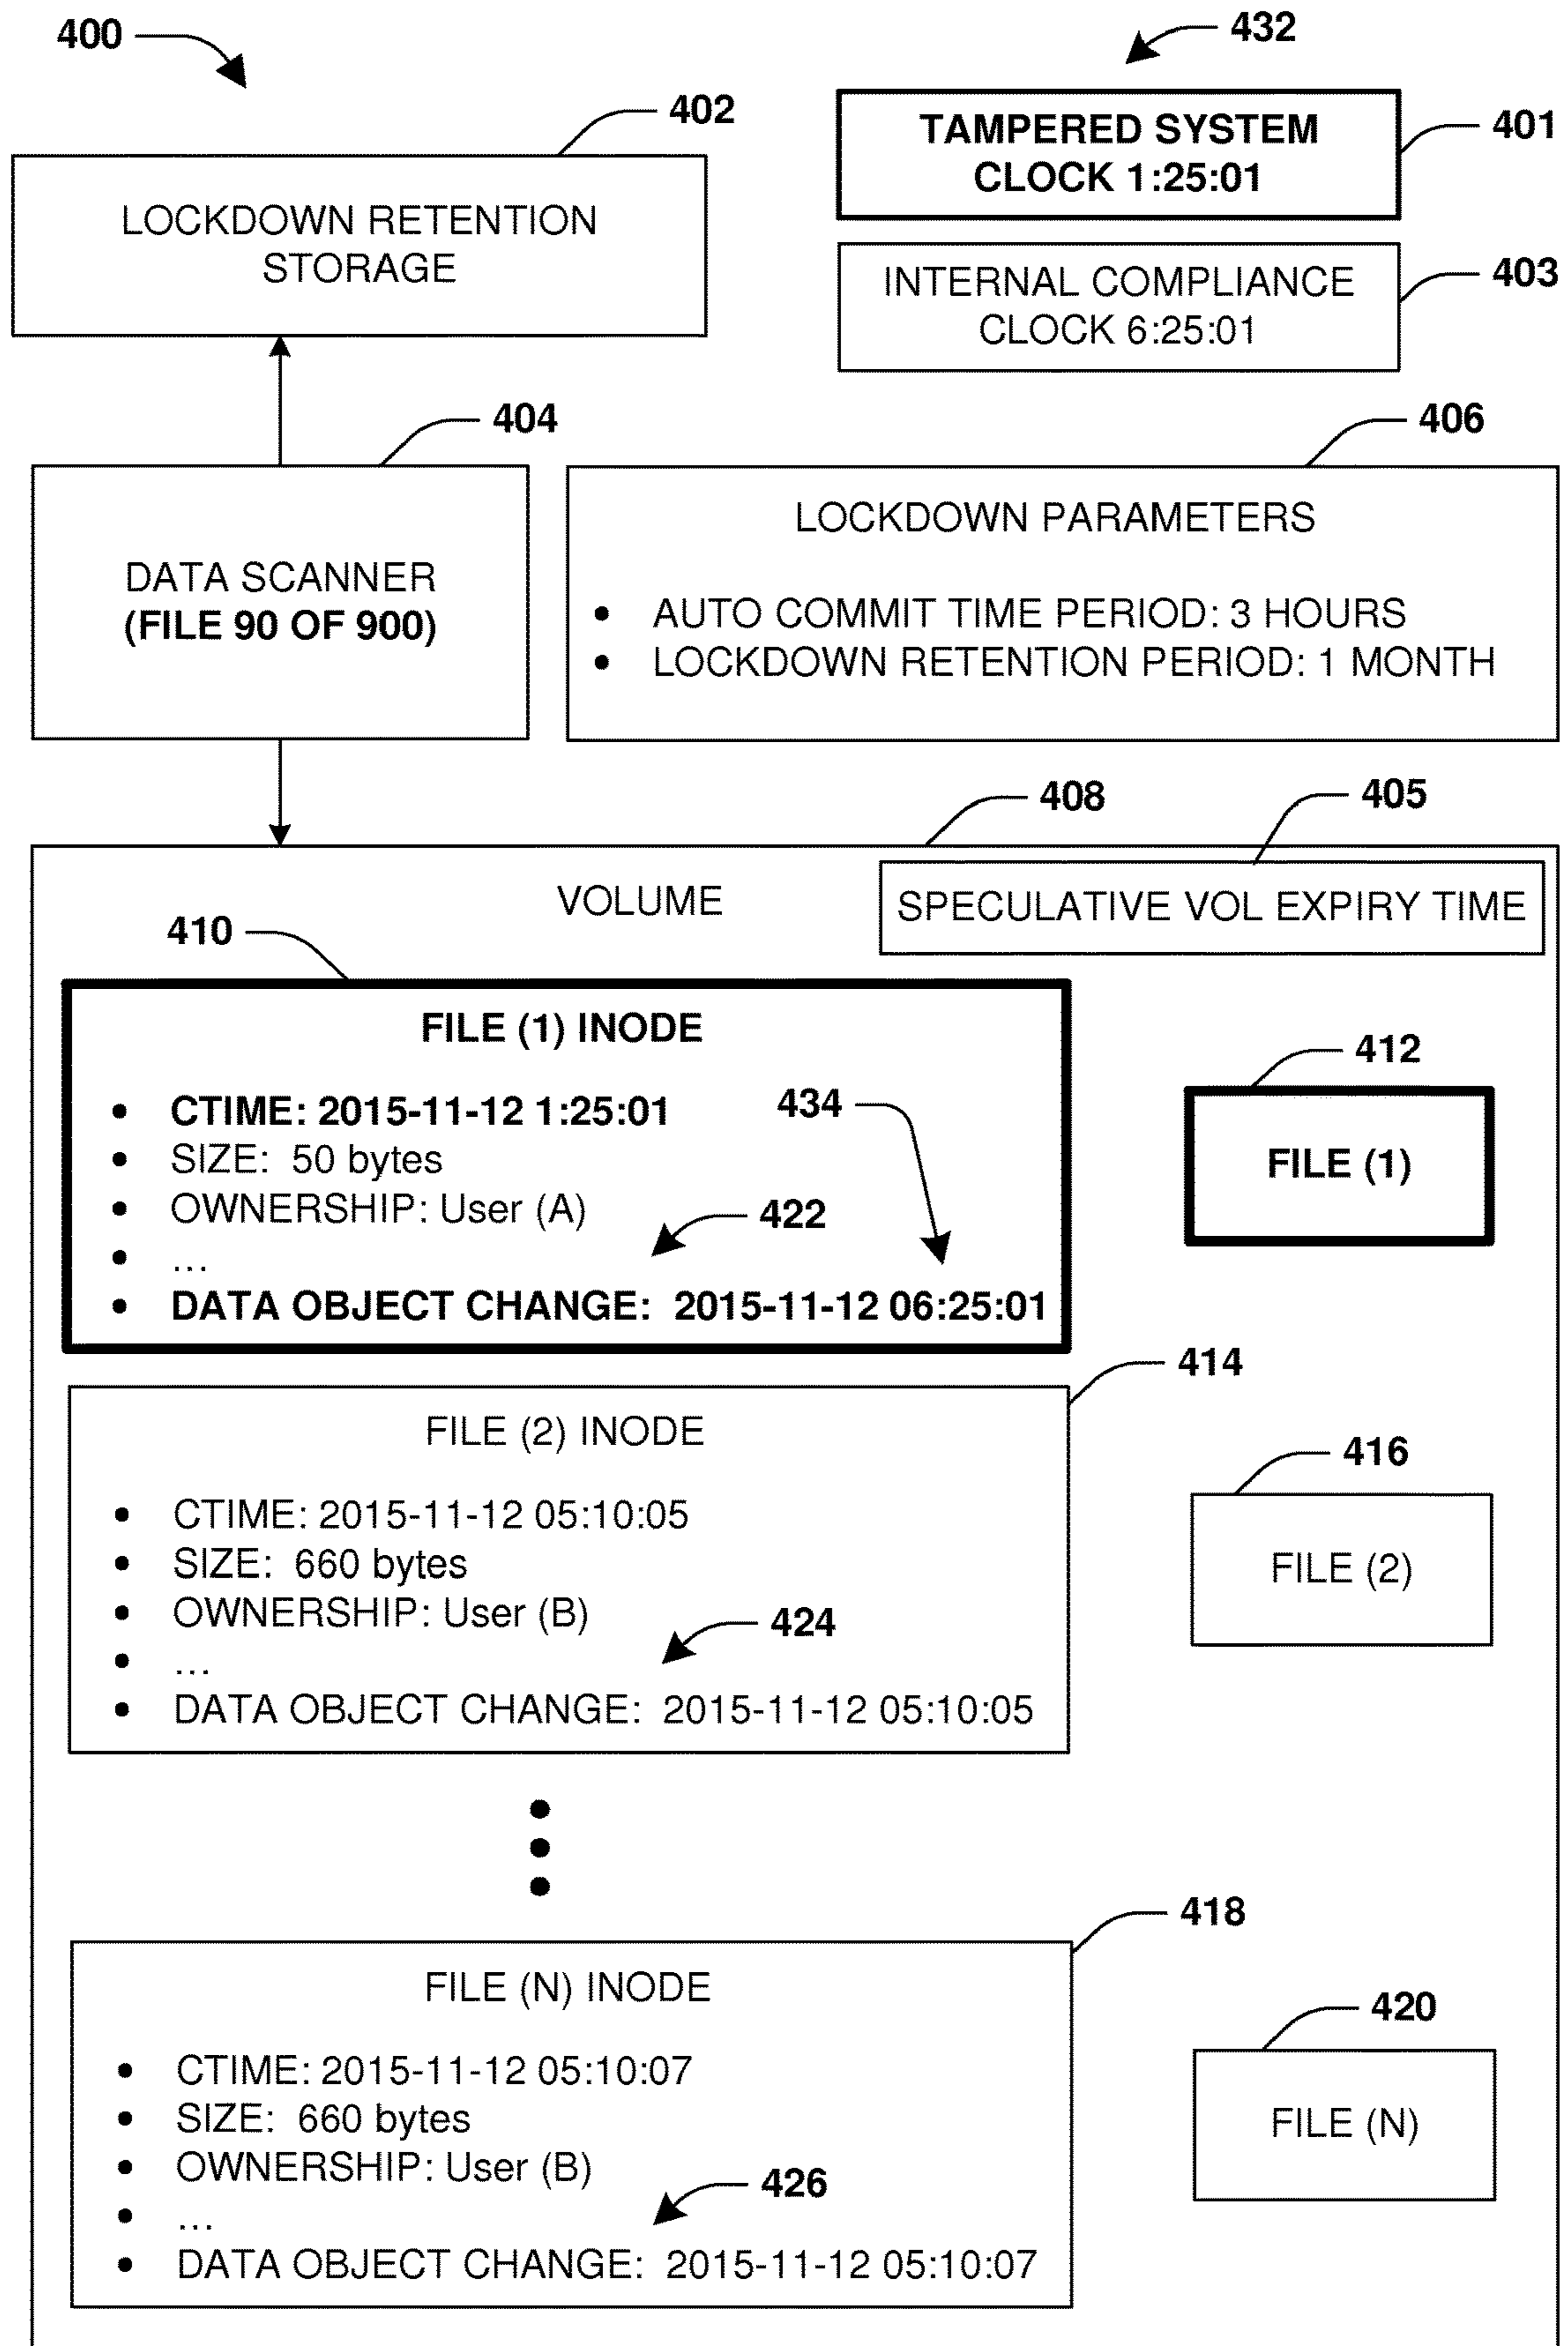 400
432
402
TAMPERED SYSTEM
CLOCK 1:25:01
401
LOCKDOWN RETENTION
STORAGE
INTERNAL COMPLIANCE
CLOCK 6:25:01
403
404
406
DATA SCANNER
(FILE 90 OF 900)
LOCKDOWN PARAMETERS
• AUTO COMMIT TIME PERIOD: 3 HOURS
• LOCKDOWN RETENTION PERIOD: 1 MONTH
408
405
VOLUME
SPECULATIVE VOL EXPIRY TIME
410
FILE (1) INODE
• CTIME: 2015-11-12 1:25:01
434
• SIZE: 50 bytes
• OWNERSHIP: User (A)
422
• ...
• DATA OBJECT CHANGE: 2015-11-12 06:25:01
412
FILE (1)
414
FILE (2) INODE
• CTIME: 2015-11-12 05:10:05
• SIZE: 660 bytes
• OWNERSHIP: User (B)
424
• ...
• DATA OBJECT CHANGE: 2015-11-12 05:10:05
416
FILE (2)
418
FILE (N) INODE
• CTIME: 2015-11-12 05:10:07
• SIZE: 660 bytes
• OWNERSHIP: User (B)
426
• ...
• DATA OBJECT CHANGE: 2015-11-12 05:10:07
420
FILE (N)